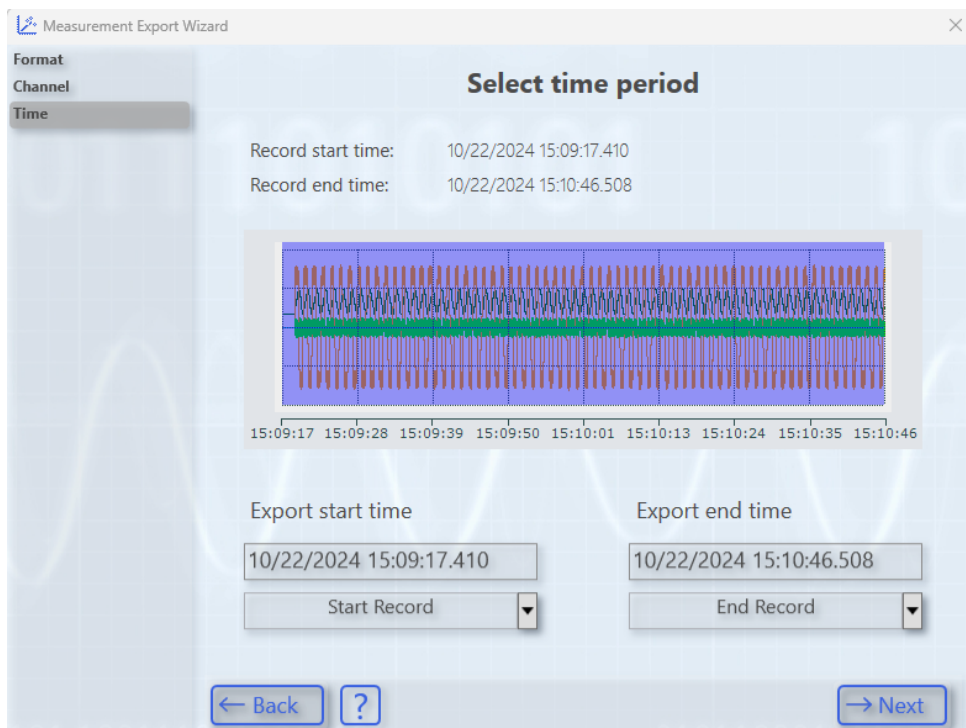 Measurement Export Wizard
Format
Channel
Time
Select time period
Record start time: 10/22/2024 15:09:17.410
Record end time: 10/22/2024 15:10:46.508
15:09:17 15:09:28 15:09:39 15:09:50 15:10:01 15:10:13 15:10:24 15:10:35 15:10:46
Export start time Export end time
10/22/2024 15:09:17.410 10/22/2024 15:10:46.508
Start Record End Record
← Back ? → Next